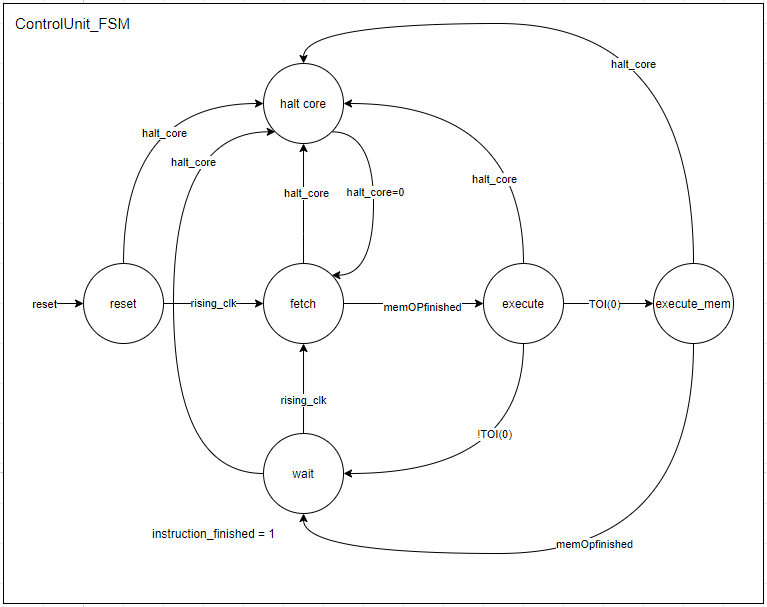 ControlUnit_FSM
halt_core
halt core
halt_core
halt_core
halt_core
halt_core=0
halt_core
reset
reset
rising_clk
fetch
memOPfinished
execute
TOI(0)
execute_mem
rising_clk
!TOI(0)
wait
instruction_finished = 1
memOpfinished